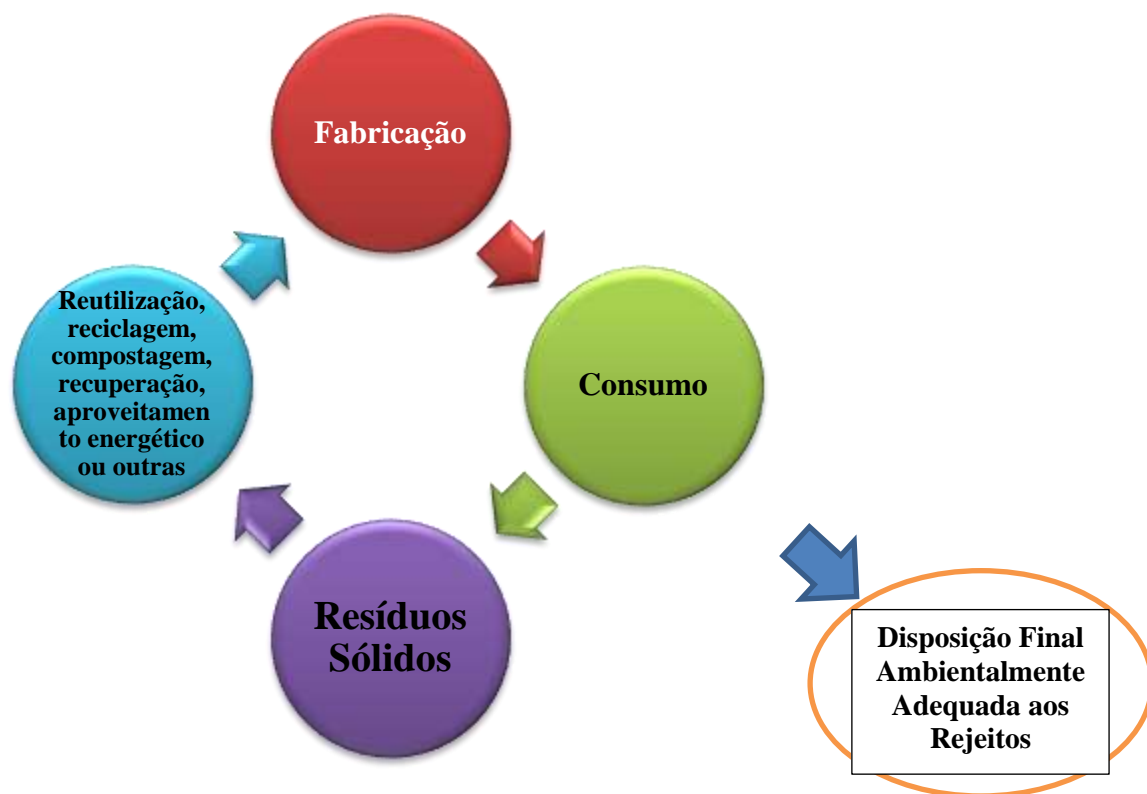 Fabricação
Reutilização,
reciclagem,
compostagem,
recuperação,
aproveitamen
to energético
ou outras
Consumo
Resíduos
Sólidos
Disposição Final
Ambientalmente
Adequada aos
Rejeitos